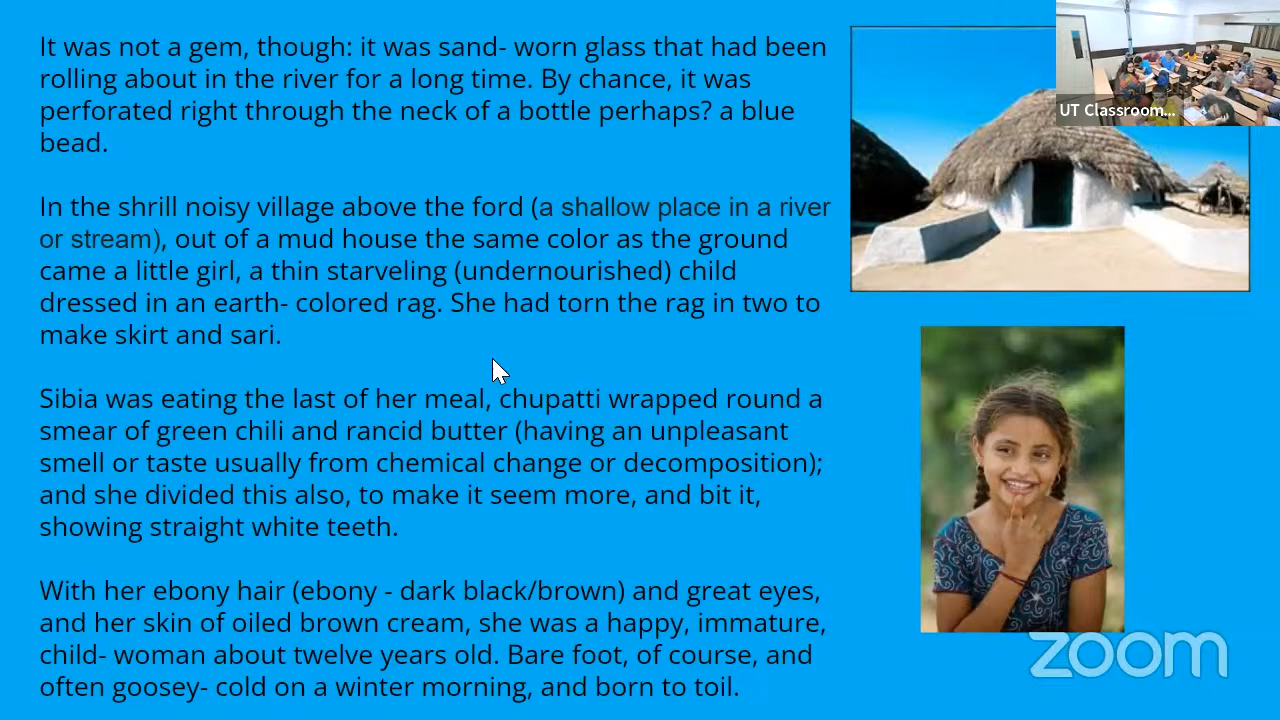 It was not a gem, though: it was sand- worn glass that had been
rolling about in the river for a long time. By chance, it was
perforated right through the neck of a bottle perhaps? a blue
bead.
In the shrill noisy village above the ford (a shallow place in a river
or stream), out of a mud house the same color as the ground
came a little girl, a thin starveling (undernourished) child
dressed in an earth- colored rag. She had torn the rag in two to
make skirt and sari.
Sibia was eating the last of her meal, chupatti wrapped round a
smear of green chili and rancid butter (having an unpleasant
smell or taste usually from chemical change or decomposition);
and she divided this also, to make it seem more, and bit it,
showing straight white teeth.
With her ebony hair (ebony - dark black/brown) and great eyes,
and her skin of oiled brown cream, she was a happy, immature,
child- woman about twelve years old. Bare foot, of course, and
often goosey- cold on a winter morning, and born to toil.
UT Classroom...
zoom